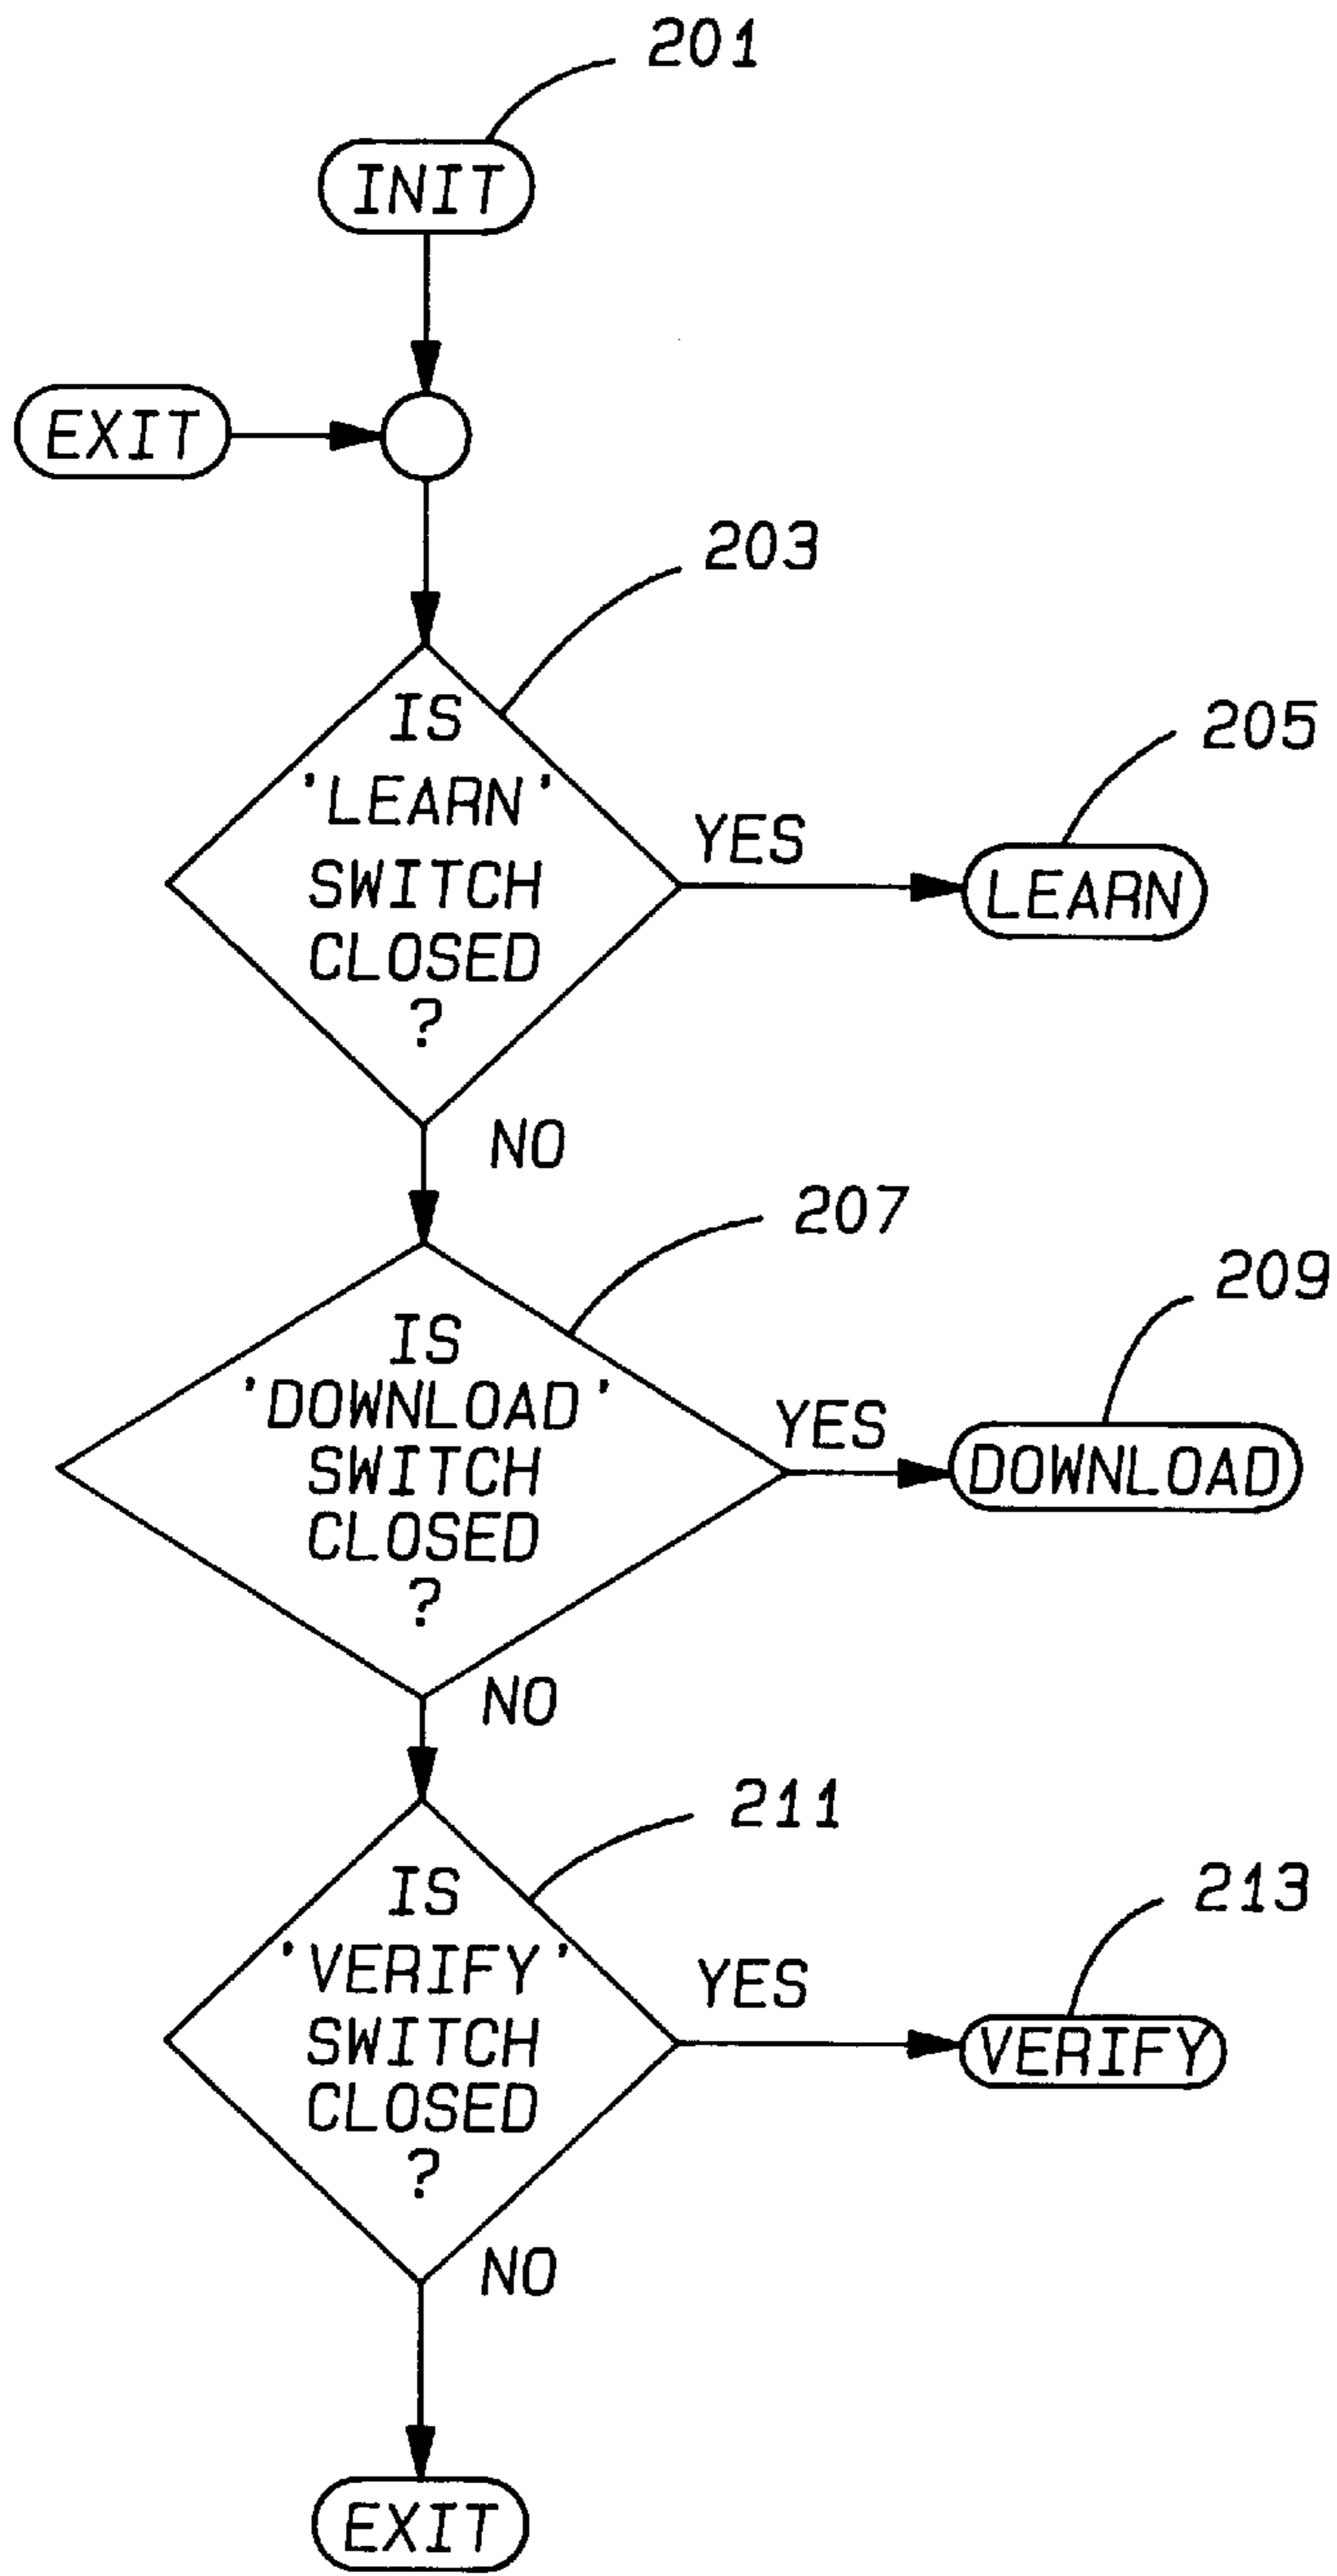 201
INIT
EXIT
203
IS
'LEARN'
SWITCH
CLOSED
?
YES
205
LEARN
NO
207
IS
'DOWNLOAD'
SWITCH
CLOSED
?
YES
209
DOWNLOAD
NO
211
IS
'VERIFY'
SWITCH
CLOSED
?
YES
213
VERIFY
NO
EXIT